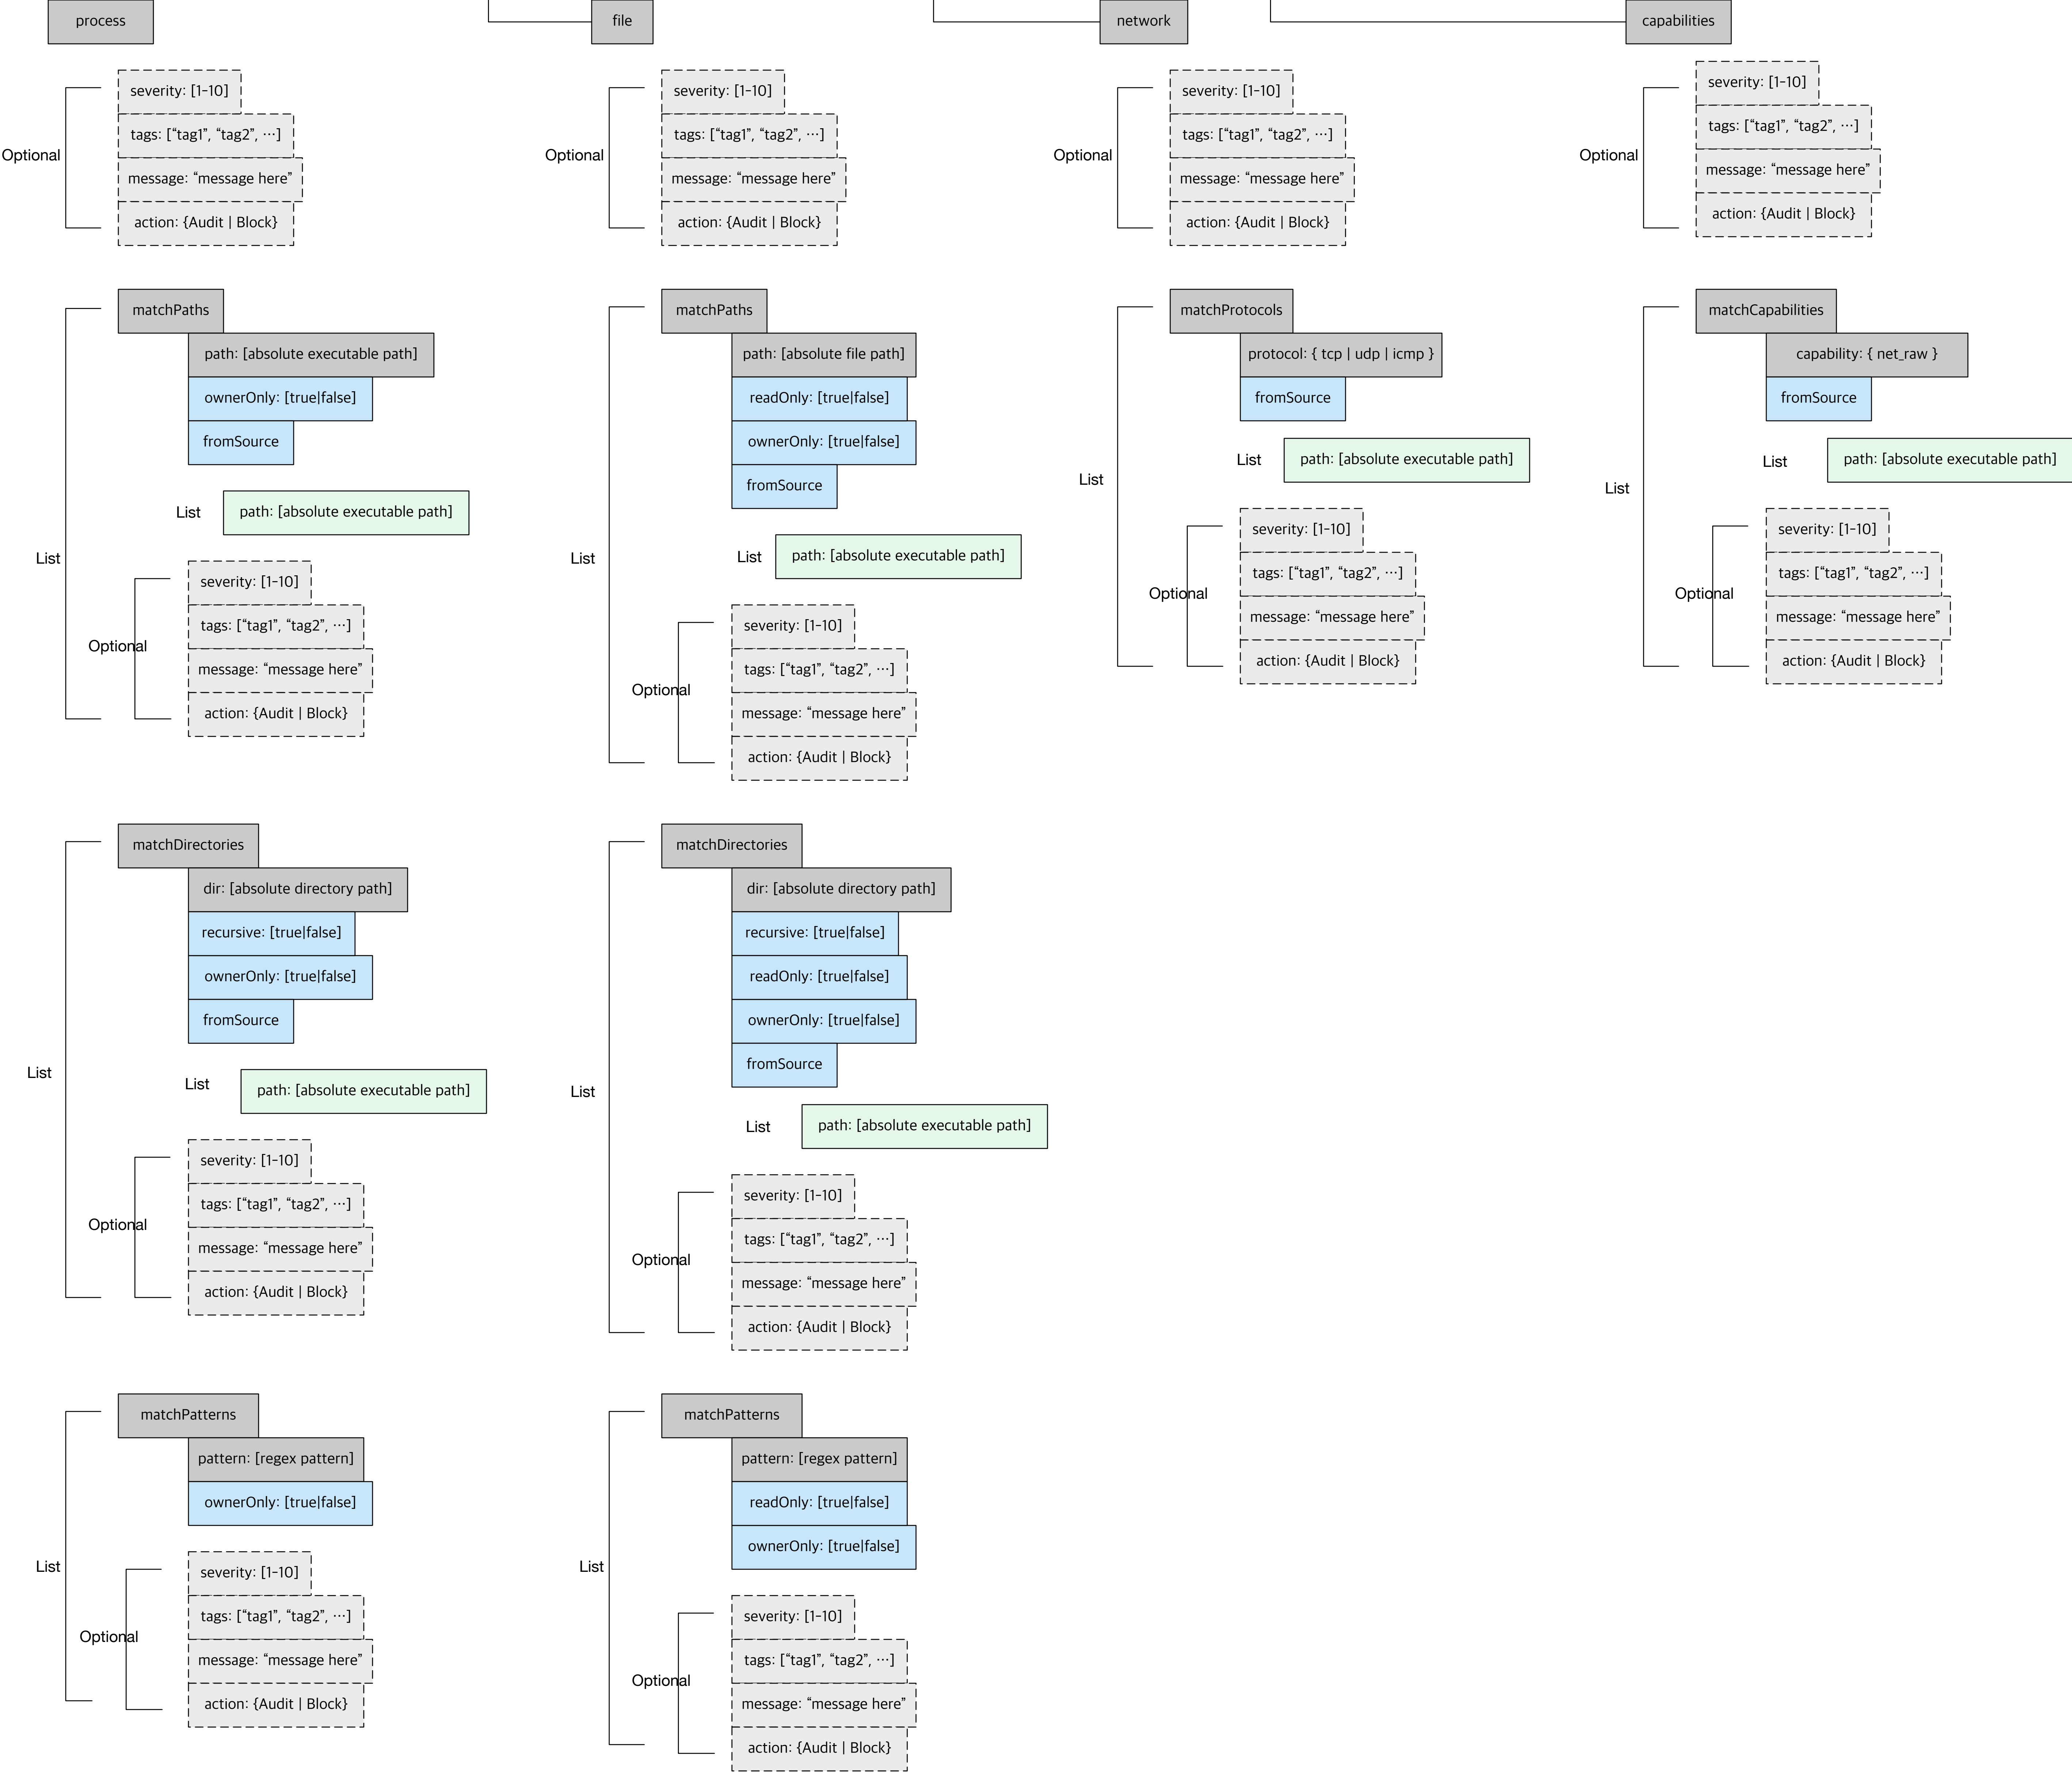 process
Optional
severity: [1-10]
tags: [“tag1”, “tag2”, ⋯]
message: “message here”
action: {Audit | Block}
List
matchPaths
path: [absolute executable path]
ownerOnly: [true|false]
fromSource
List
path: [absolute executable path]
Optional
severity: [1-10]
tags: [“tag1”, “tag2”, ⋯]
message: “message here”
action: {Audit | Block}
List
matchDirectories
dir: [absolute directory path]
recursive: [true|false]
ownerOnly: [true|false]
fromSource
List
path: [absolute executable path]
Optional
severity: [1-10]
tags: [“tag1”, “tag2”, ⋯]
message: “message here”
action: {Audit | Block}
List
matchPatterns
pattern: [regex pattern]
ownerOnly: [true|false]
Optional
severity: [1-10]
tags: [“tag1”, “tag2”, ⋯]
message: “message here”
action: {Audit | Block}
file
Optional
severity: [1-10]
tags: [“tag1”, “tag2”, ⋯]
message: “message here”
action: {Audit | Block}
List
matchPaths
path: [absolute file path]
readOnly: [true|false]
ownerOnly: [true|false]
fromSource
List
path: [absolute executable path]
Optional
severity: [1-10]
tags: [“tag1”, “tag2”, ⋯]
message: “message here”
action: {Audit | Block}
List
matchDirectories
dir: [absolute directory path]
recursive: [true|false]
readOnly: [true|false]
ownerOnly: [true|false]
fromSource
List
path: [absolute executable path]
Optional
severity: [1-10]
tags: [“tag1”, “tag2”, ⋯]
message: “message here”
action: {Audit | Block}
List
matchPatterns
pattern: [regex pattern]
readOnly: [true|false]
ownerOnly: [true|false]
Optional
severity: [1-10]
tags: [“tag1”, “tag2”, ⋯]
message: “message here”
action: {Audit | Block}
network
Optional
severity: [1-10]
tags: [“tag1”, “tag2”, ⋯]
message: “message here”
action: {Audit | Block}
List
matchProtocols
protocol: { tcp | udp | icmp }
fromSource
List
path: [absolute executable path]
Optional
severity: [1-10]
tags: [“tag1”, “tag2”, ⋯]
message: “message here”
action: {Audit | Block}
capabilities
Optional
severity: [1-10]
tags: [“tag1”, “tag2”, ⋯]
message: “message here”
action: {Audit | Block}
List
matchCapabilities
capability: { net_raw }
fromSource
List
path: [absolute executable path]
Optional
severity: [1-10]
tags: [“tag1”, “tag2”, ⋯]
message: “message here”
action: {Audit | Block}